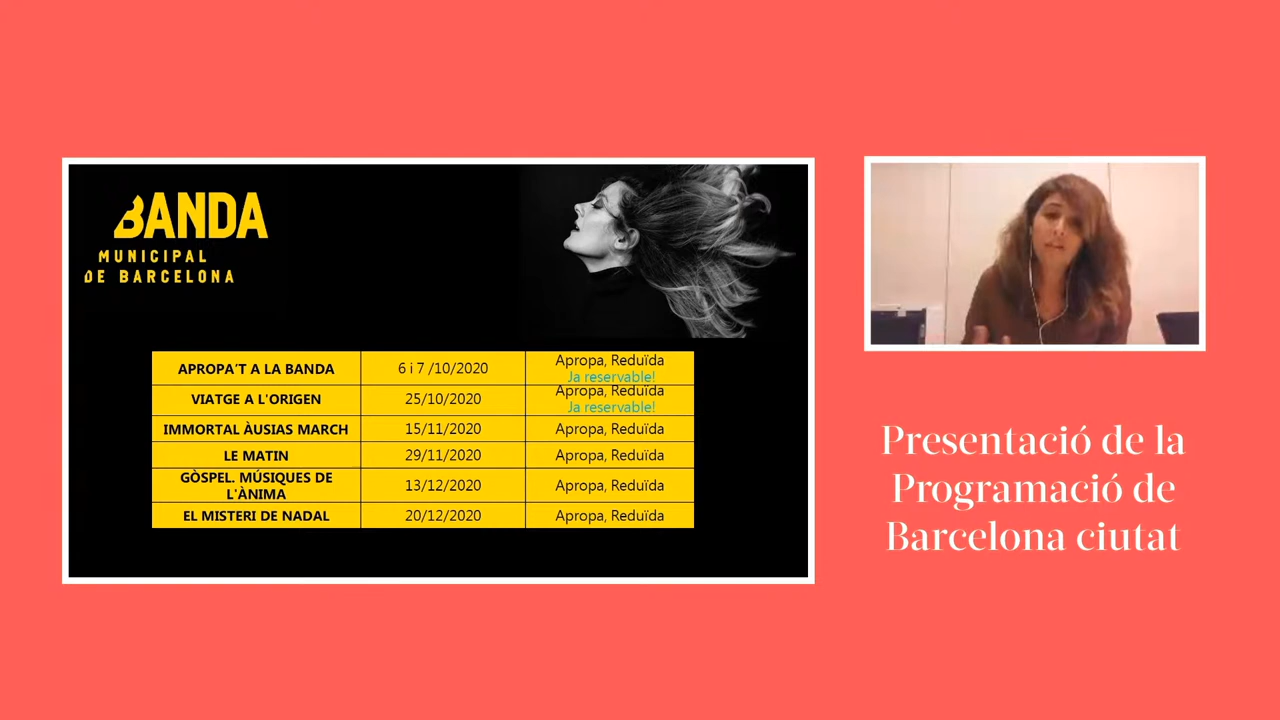 BANDA
MUNICIPAL
DE BARCELONA
APROPA'T A LA BANDA 6 i 7 /10/2020 Apropa, Reduïda
Ja reservable!
VIATGE A L'ORIGEN 25/10/2020 Apropa, Reduïda
Ja reservable!
IMMORTAL ÀUSIAS MARCH 15/11/2020 Apropa, Reduïda
LE MATIN 29/11/2020 Apropa, Reduïda
GÒSPEL. MÚSIQUES DE
L'ÀNIMA 13/12/2020 Apropa, Reduïda
EL MISTERI DE NADAL 20/12/2020 Apropa, Reduïda
Presentació de la
Programació de
Barcelona ciutat